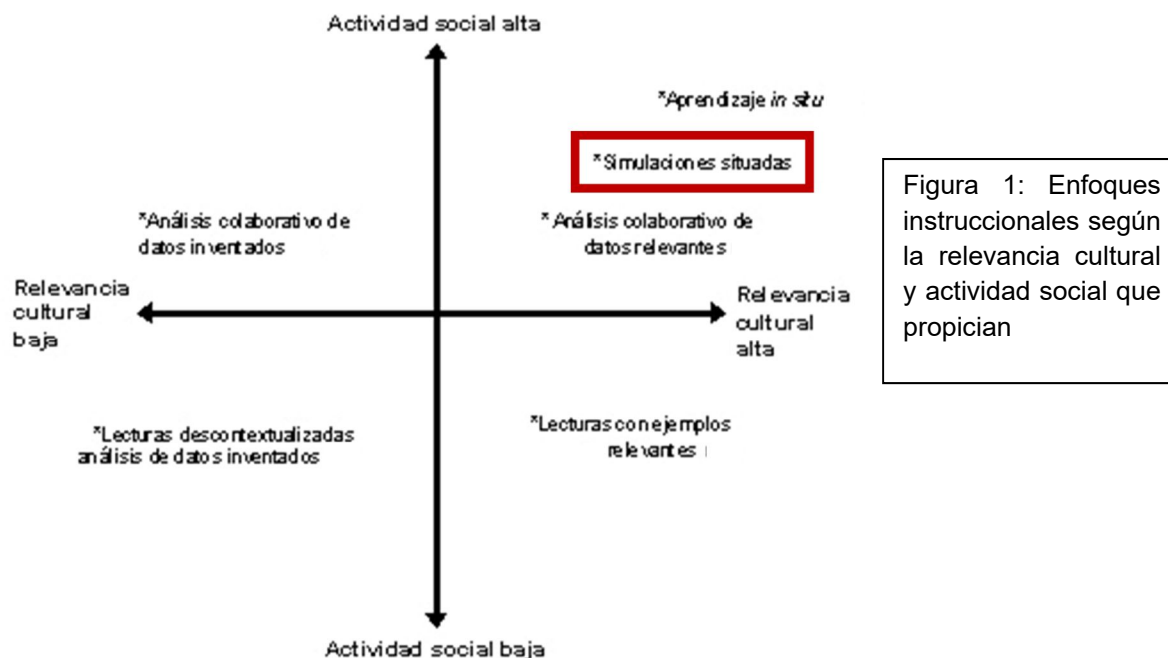 Actividad social alta
*Aprendizaje in situ
*Simulaciones situadas
*Análisis colaborativo de
datos inventados
*Análisis colaborativo de
datos relevantes
Relevancia
cultural
baja
Relevancia
cultural
alta
*Lecturas descontextualizadas
análisis de datos inventados
*Lecturas con ejemplos
relevantes
Actividad social baja
Figura 1: Enfoques
instruccionales según
la relevancia cultural
y actividad social que
propician